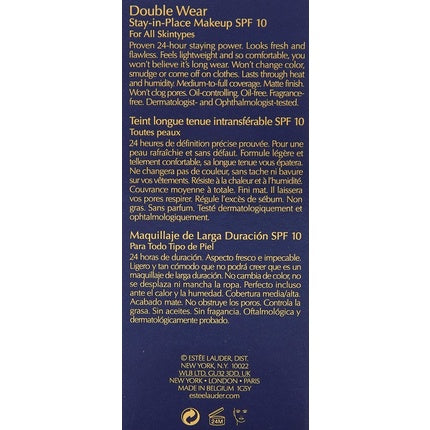 Double Wear
Stay-in-Place Makeup SPF 10
For All Skintypes
Proven 24-hour staying power. Looks fresh and
flawless. Feels lightweight and so comfortable, you
won't believe it's long wear. Won't change color,
smudge or come off on clothes. Lasts through heat
and humidity. Medium-to-full coverage. Matte finish.
Won't clog pores. Oil-controlling. Oil-free. Fragrance-
free. Dermatologist- and Ophthalmologist-tested.
Teint longue tenue intransférable SPF 10
Toutes peaux
24 heures de définition précise prouvée. Pour une
peau rafraîchie et sans défaut. Formule légère et
tellement confortable, sa longue tenue vous épatera.
Ne changera pas de couleur, sans tache ni bavure
sur vos vêtements. Résiste à la chaleur et à l'humidité.
Couvrance moyenne à totale. Fini mat. Il laissera
vos pores respirer. Régule l'excès de sébum. Non
gras. Sans parfum. Testé dermatologiquement et
ophtalmologiquement.
Maquillaje de Larga Duración SPF 10
Para Todo Tipo de Piel
24 horas de duración. Aspecto fresco e impecable.
Ligero y tan cómodo que no podrá creer que es un
maquillaje de larga duración. No cambia de color, no
se desplaza ni mancha la ropa. Perfecto incluso
ante el calor y la humedad. Cobertura media/alta.
Acabado mate. No obstruye los poros. Controla la
grasa. Sin aceites. Sin fragancia. Oftalmológica y
dermatológicamente probado.
© ESTÉE LAUDER, DIST.
NEW YORK, N.Y. 10022
WLB LTD, GU32 3DD, UK
NEW YORK • LONDON • PARIS
MADE IN BELGIUM 1GSY
esteelauder.com
24M